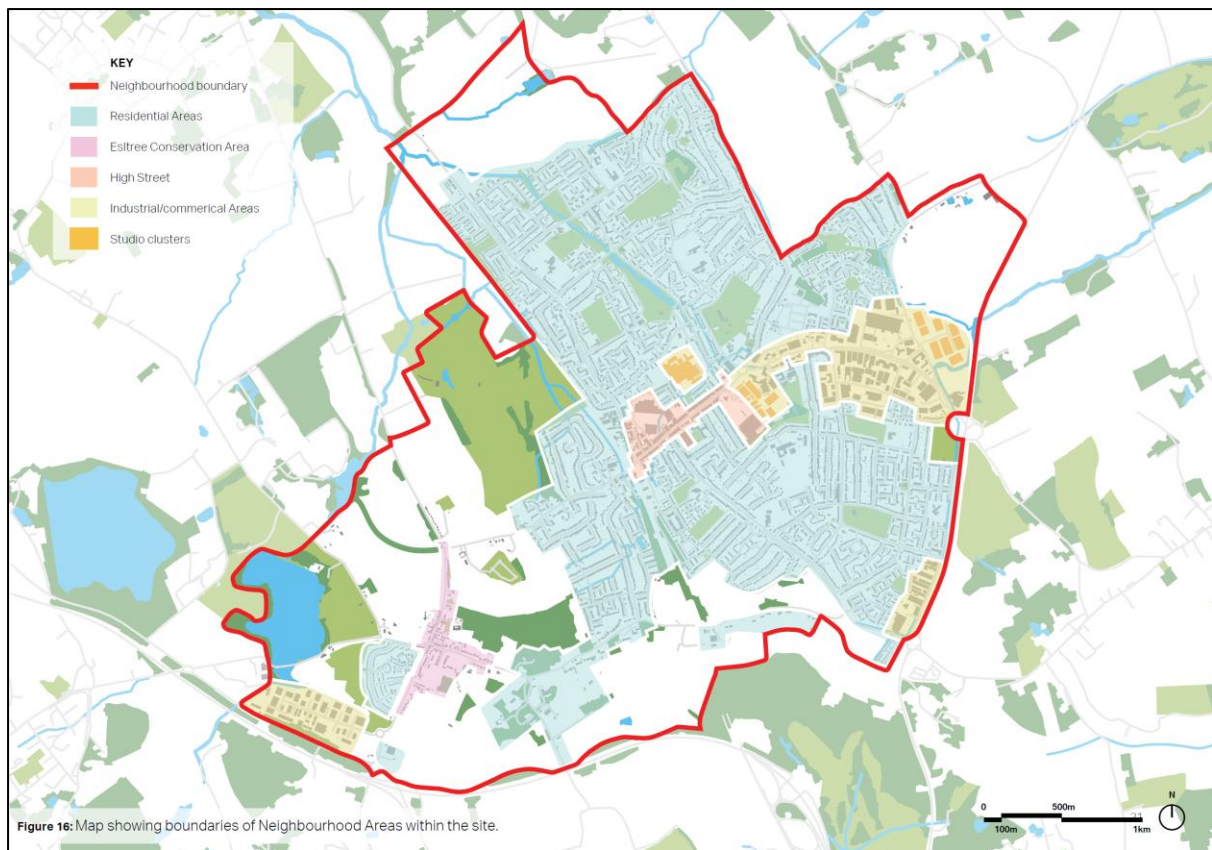 KEY
Neighbourhood boundary
Residential Areas
Esltree Conservation Area
High Street
Industrial/commerical Areas
Studio clusters
N
0 500m
100m 1km
21
Figure 16: Map showing boundaries of Neighbourhood Areas within the site.